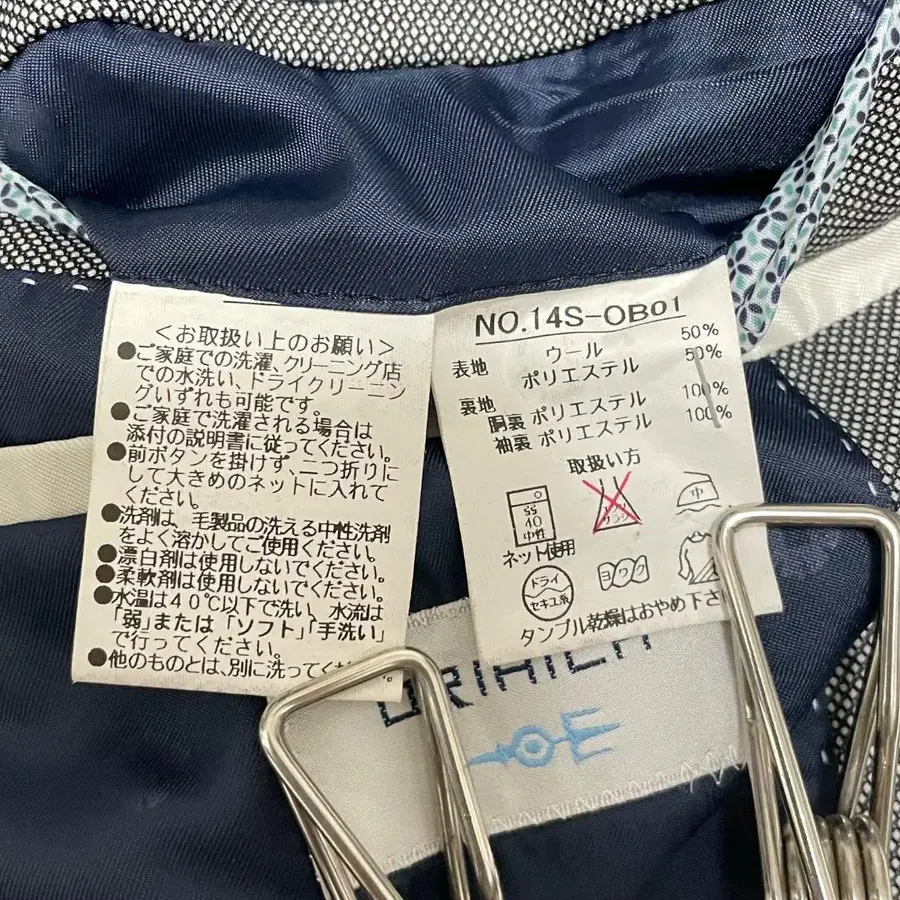 <お取扱い上のお願い>
●ご家庭での洗濯、クリーニング店
での水洗い、ドライクリーニン
グいずれも可能です。
●ご家庭で洗濯される場合は
添付の説明書に従ってください。
●前ボタンを掛けず、二つ折りに
して大きめのネットに入れて
ください。
●洗剤は、毛製品の洗える中性洗剤
をよく溶かしてご使用ください。
●漂白剤は使用しないでください。
●柔軟剤は使用しないでください。
●水温は40℃以下で洗い、水流は
「弱」または「ソフト」「手洗い」
で行ってください。
●他のものとは、別に洗ってくだ
NO.14S-OB01
表地 ウール 50%
ポリエステル 50%
裏地
胴裏 ポリエステル 100%
袖裏 ポリエステル 100%
取扱い方
SS
40
中性
エンソ
サラシ
中
ネット使用
ドライ
セキユ系
ヨワク
タンブル乾燥はおやめ下さ
ORIHICA